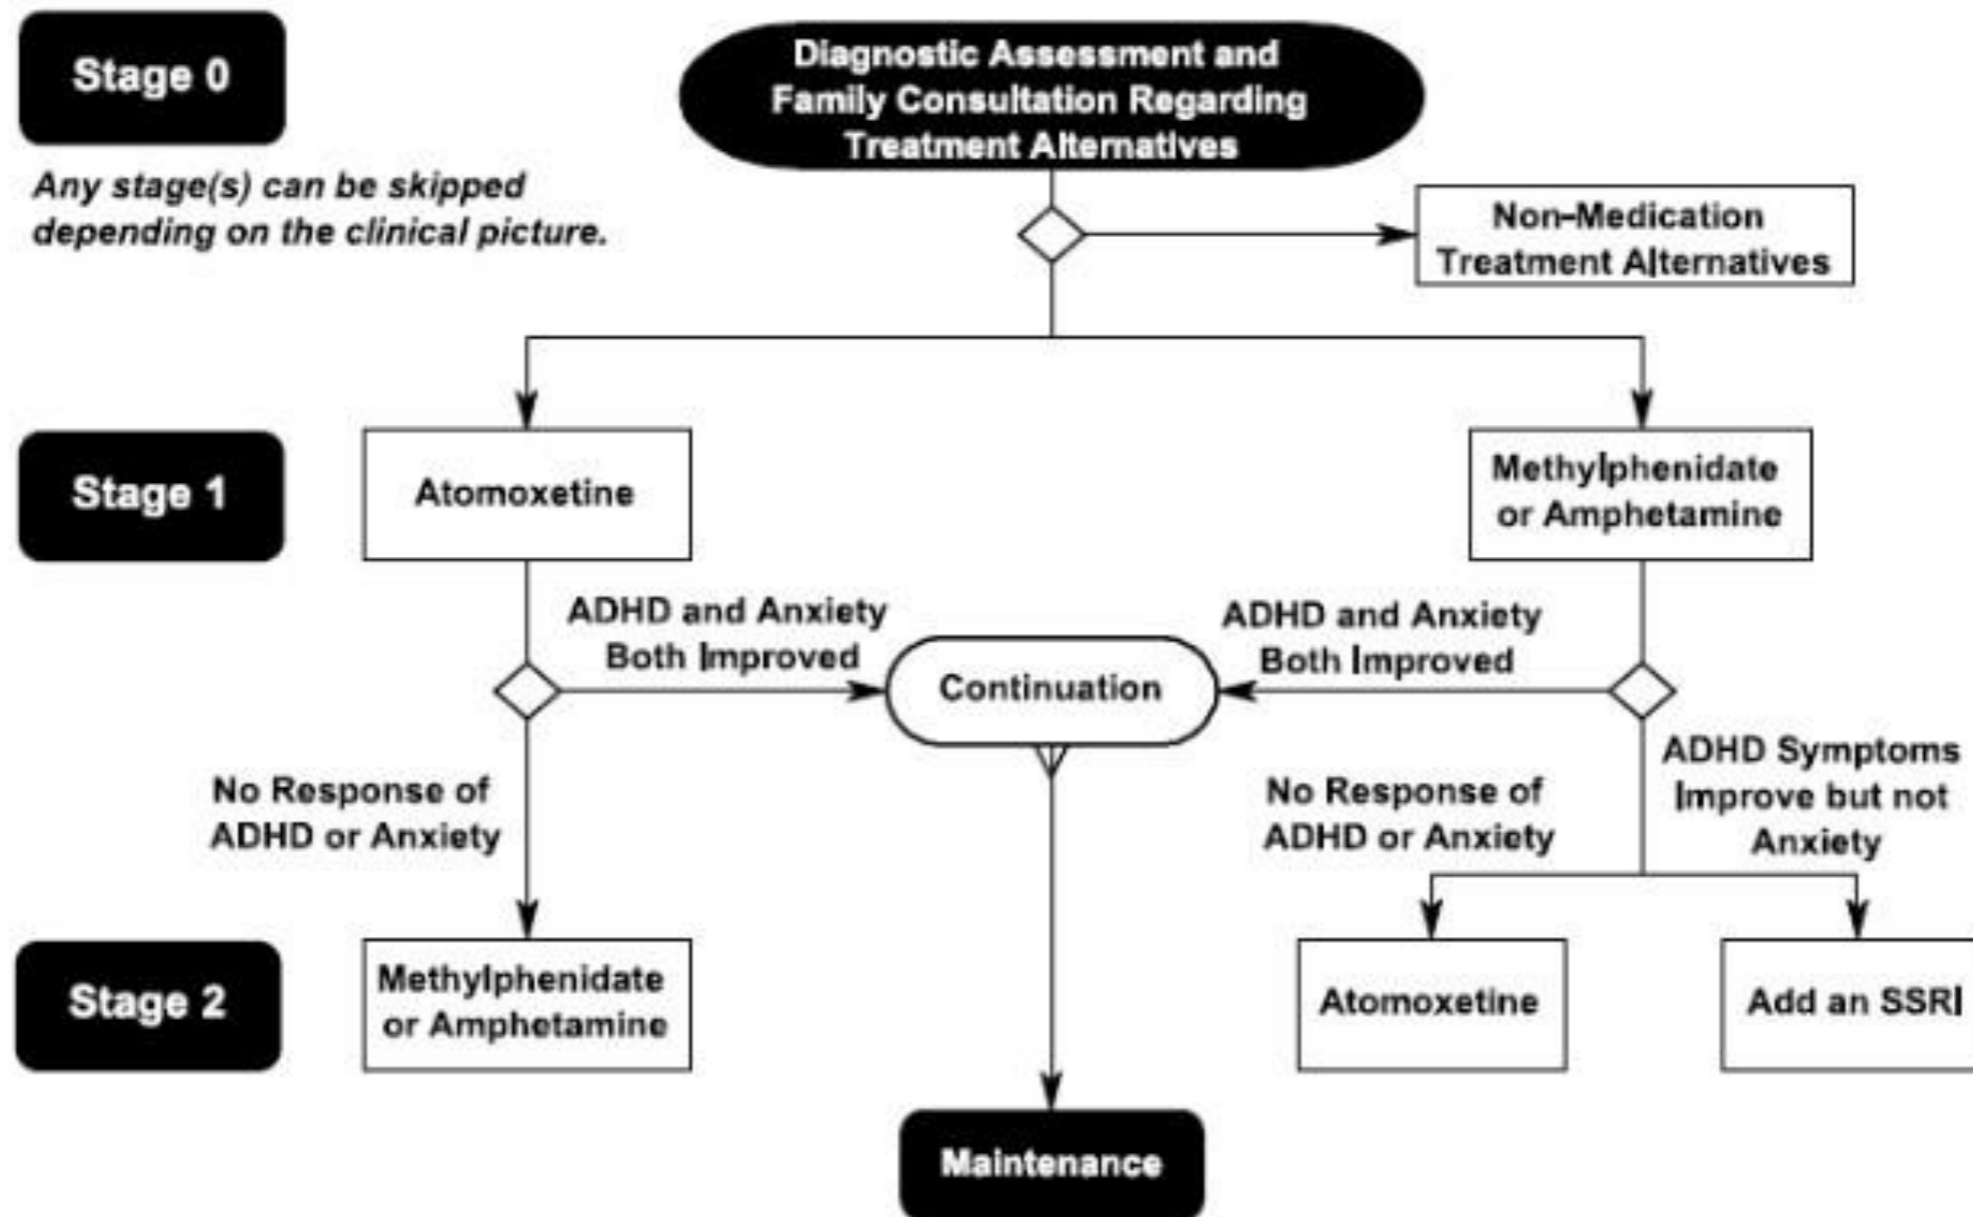 Stage 0
Diagnostic Assessment and
Family Consultation Regarding
Treatment Alternatives
Any stage(s) can be skipped
depending on the clinical picture.
Non-Medication
Treatment Alternatives
Stage 1
Atomoxetine
Methylphenidate
or Amphetamine
ADHD and Anxiety
Both Improved
Continuation
ADHD and Anxiety
Both Improved
No Response of
ADHD or Anxiety
No Response of
ADHD or Anxiety
ADHD Symptoms
Improve but not
Anxiety
Stage 2
Methylphenidate
or Amphetamine
Atomoxetine
Add an SSRI
Maintenance